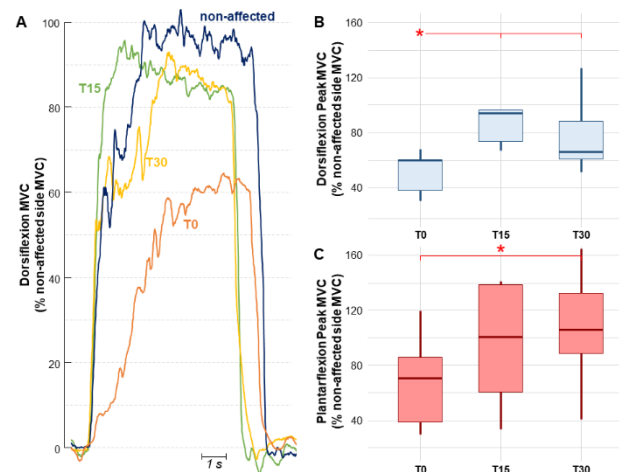 A
non-affected
Dorsiflexion MVC
(% non-affected side MVC)
100
80
60
40
20
0
T15
T30
T0
1 s
B
*
Dorsiflexion Peak MVC
(% non-affected side MVC)
160
120
80
40
T0
T15
T30
C
*
Plantarflexion Peak MVC
(% non-affected side MVC)
160
120
80
40
T0
T15
T30